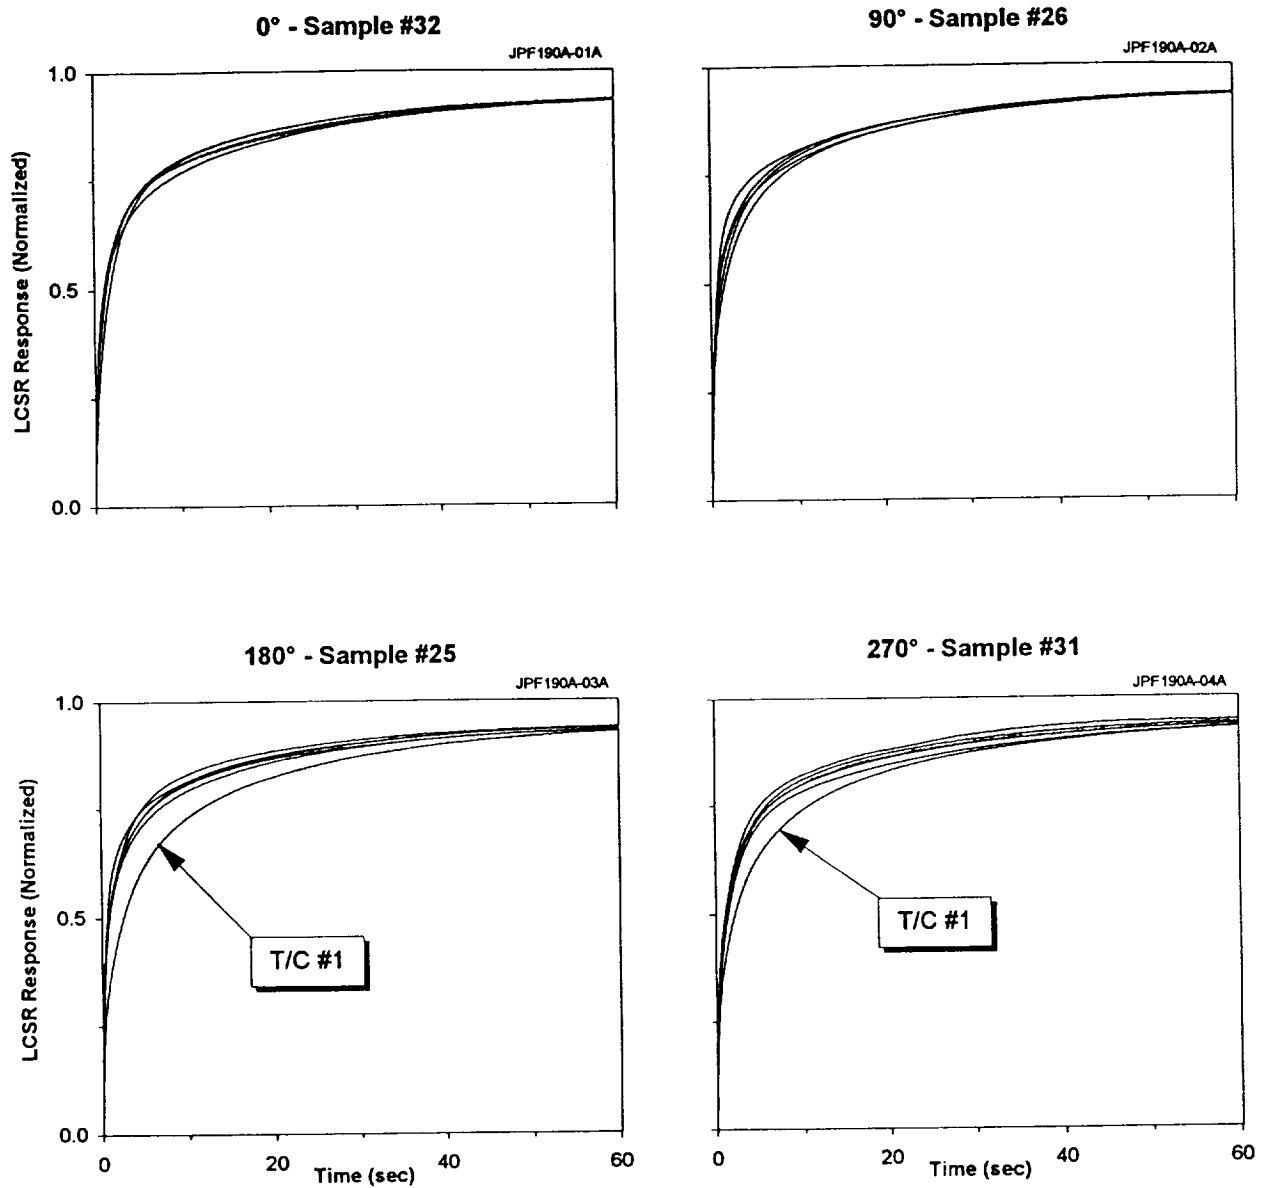 0° - Sample #32
JPF190A-01A
90° - Sample #26
JPF190A-02A
1.0
0.5
0.0
LCSR Response (Normalized)
180° - Sample #25
JPF190A-03A
270° - Sample #31
JPF190A-04A
1.0
0.5
0.0
LCSR Response (Normalized)
T/C #1
T/C #1
0
20
40
60
Time (sec)
0
20
40
60
Time (sec)